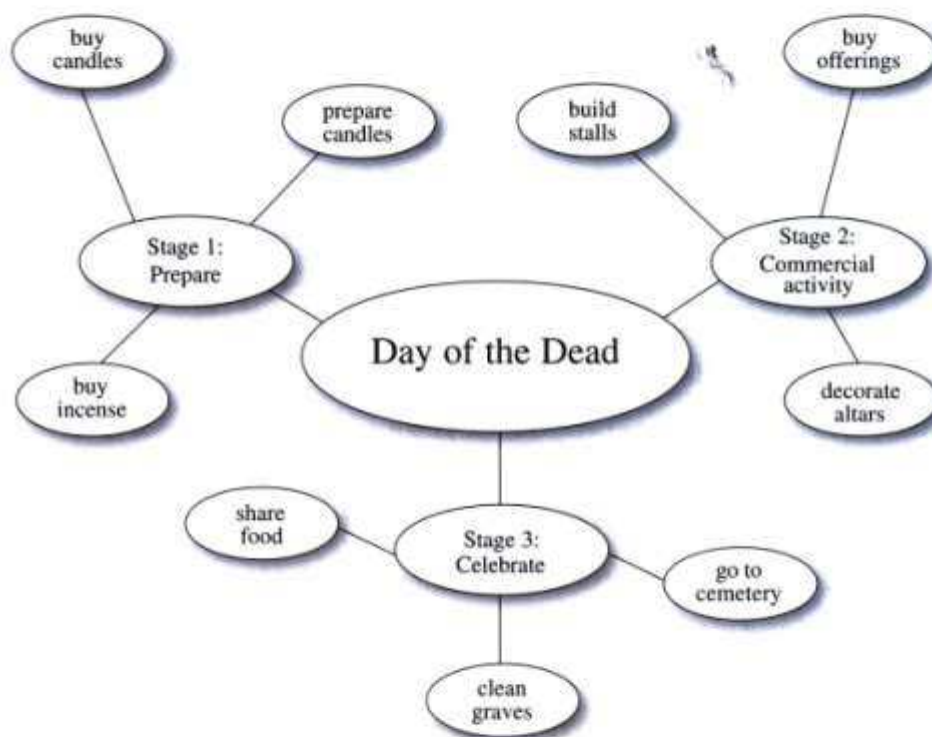 buy
candles
prepare
candles
Stage 1:
Prepare
buy
incense
build
stalls
buy
offerings
Stage 2:
Commercial
activity
decorate
altars
Day of the Dead
share
food
Stage 3:
Celebrate
go to
cemetery
clean
graves